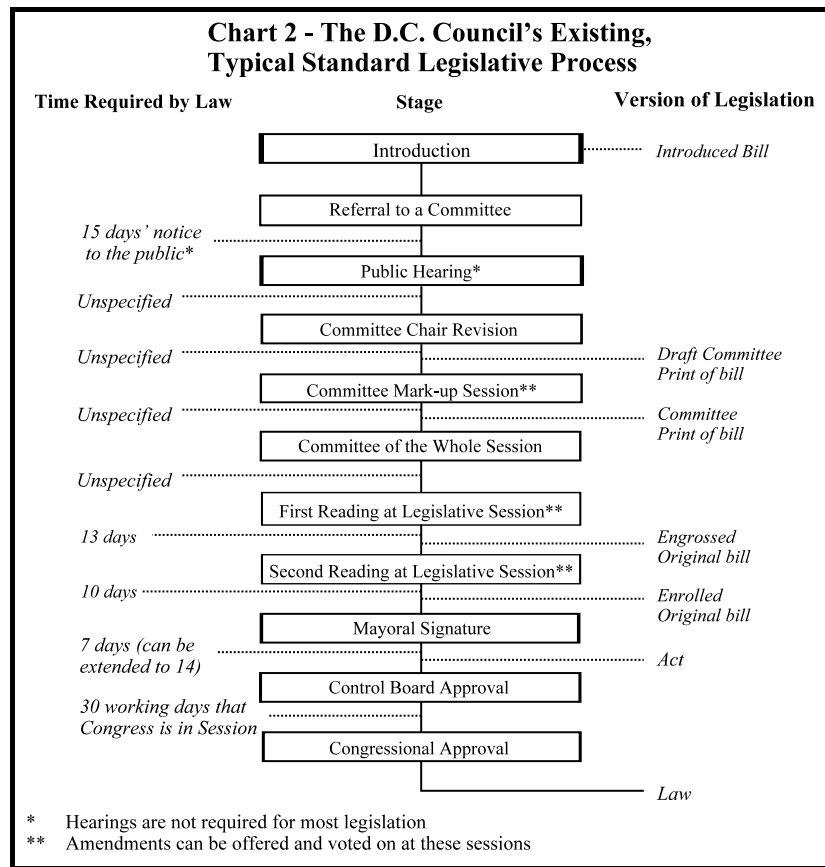 Chart 2 - The D.C. Council's Existing,
Typical Standard Legislative Process
Time Required by Law
Stage
Version of Legislation
Introduction
Introduced Bill
Referral to a Committee
15 days' notice
to the public*
Public Hearing*
Unspecified
Committee Chair Revision
Unspecified
Draft Committee
Print of bill
Committee Mark-up Session**
Unspecified
Committee
Print of bill
Committee of the Whole Session
Unspecified
First Reading at Legislative Session**
13 days
Engrossed
Original bill
Second Reading at Legislative Session**
10 days
Enrolled
Original bill
Mayoral Signature
7 days (can be
extended to 14)
Act
Control Board Approval
30 working days that
Congress is in Session
Congressional Approval
Law
* Hearings are not required for most legislation
** Amendments can be offered and voted on at these sessions